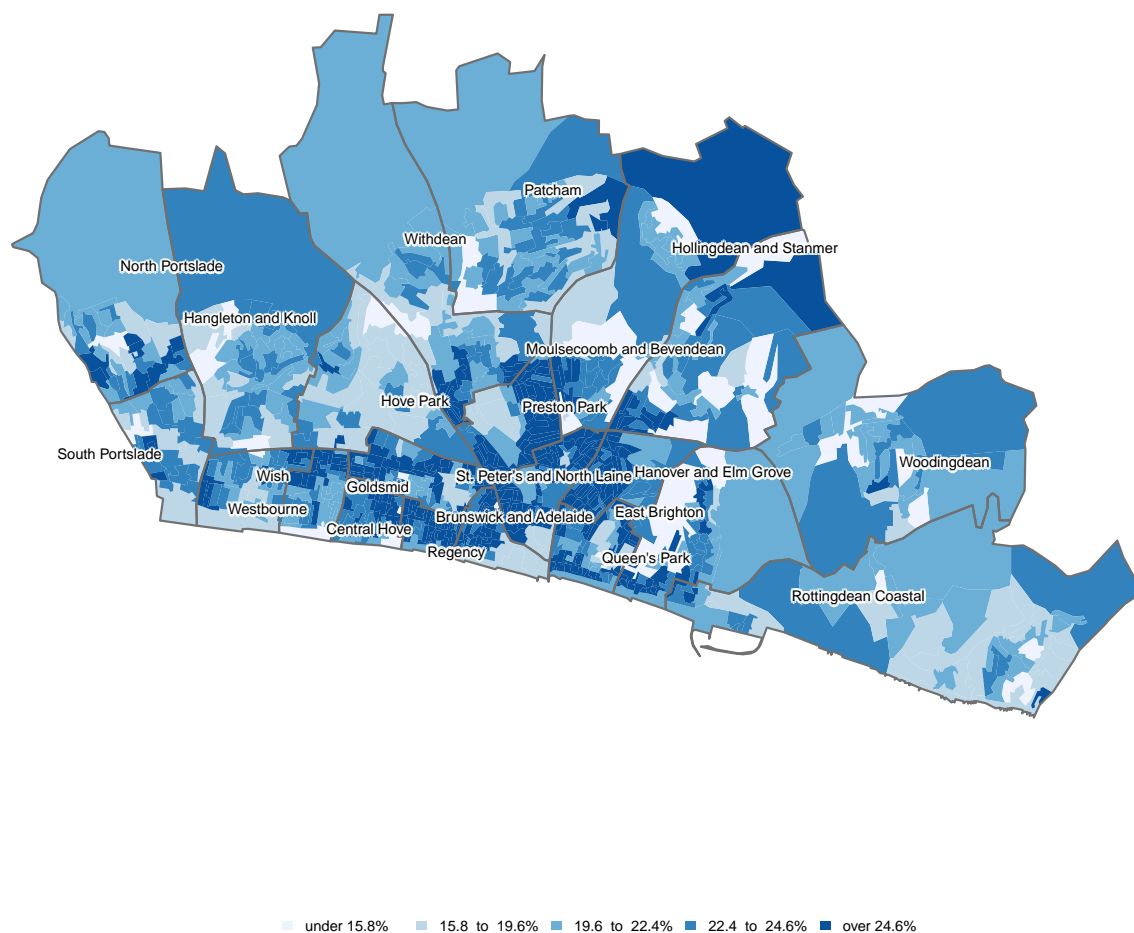 Patcham
Withdean
Hollingdean and Stanmer
North Portslade
Hangleton and Knoll
Moulsecoomb and Bevendean
Hove Park
Preston Park
South Portslade
Woodingdean
Wish
St. Peter's and North Laine
Hanover and Elm Grove
Goldsmid
Westbourne
East Brighton
Brunswick and Adelaide
Central Hove
Regency
Queen's Park
Rottingdean Coastal
under 15.8%
15.8 to 19.6%
19.6 to 22.4%
22.4 to 24.6%
over 24.6%